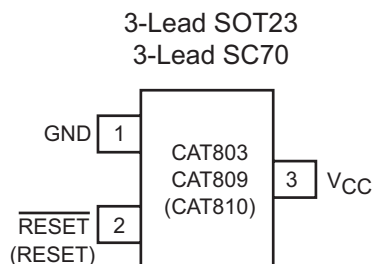 3-Lead SOT23
3-Lead SC70
GND 1
CAT803
CAT809
(CAT810)
3 VCC
RESET 2
(RESET)